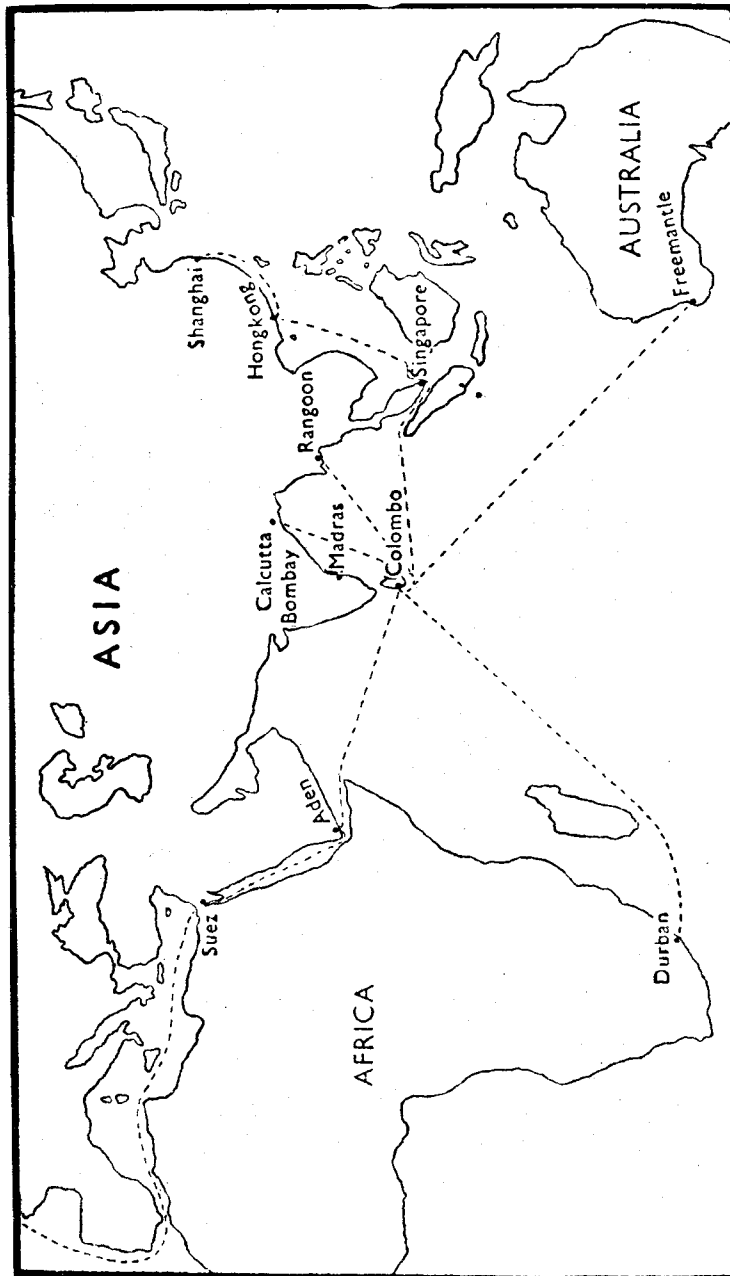 ASIA
Suez
Aden
Calcutta
Bombay
Madras
Colombo
Rangoon
Hongkong
Shanghai
Singapore
AFRICA
Durban
AUSTRALIA
Freemantle